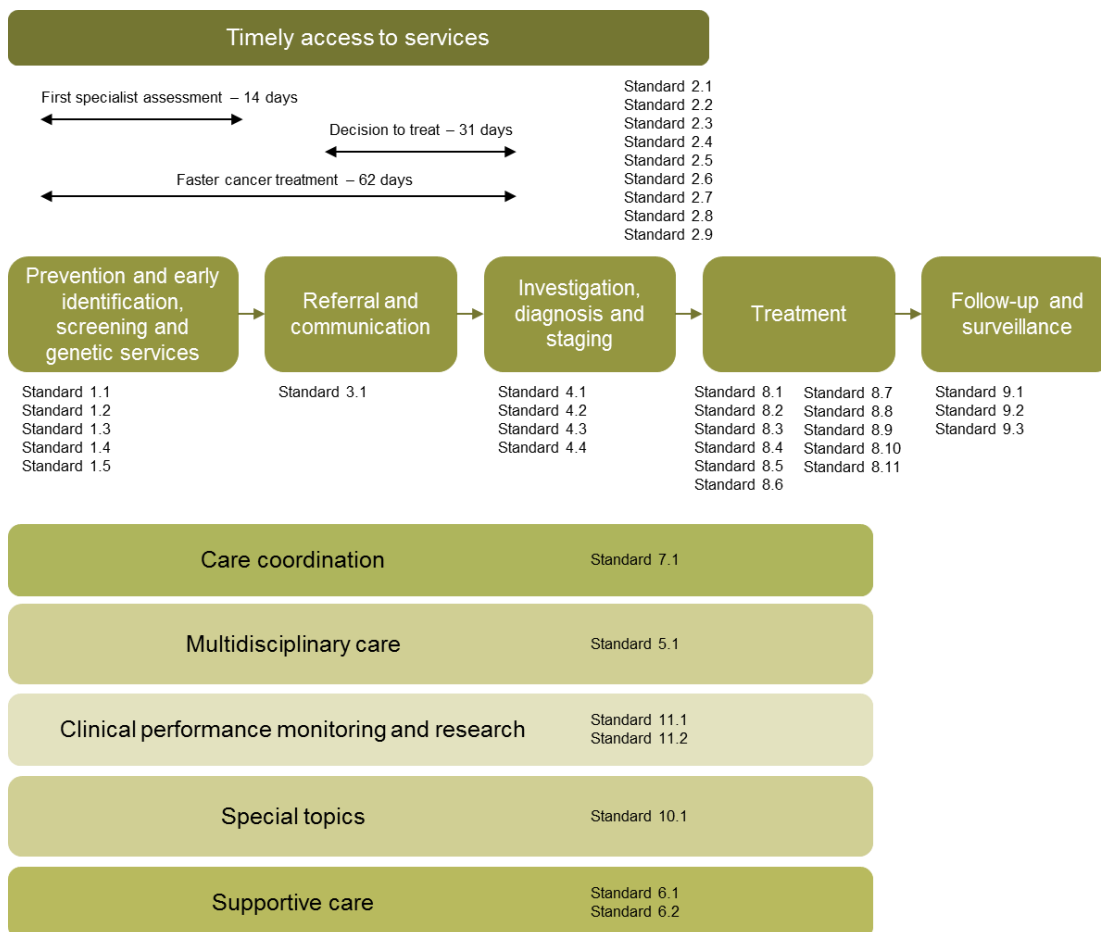 Timely access to services
First specialist assessment – 14 days
Decision to treat – 31 days
Faster cancer treatment – 62 days
Standard 2.1
Standard 2.2
Standard 2.3
Standard 2.4
Standard 2.5
Standard 2.6
Standard 2.7
Standard 2.8
Standard 2.9
Prevention and early
identification,
screening and
genetic services
Referral and
communication
Investigation,
diagnosis and
staging
Treatment
Follow-up and
surveillance
Standard 1.1
Standard 1.2
Standard 1.3
Standard 1.4
Standard 1.5
Standard 3.1
Standard 4.1
Standard 4.2
Standard 4.3
Standard 4.4
Standard 8.1
Standard 8.2
Standard 8.3
Standard 8.4
Standard 8.5
Standard 8.6
Standard 8.7
Standard 8.8
Standard 8.9
Standard 8.10
Standard 8.11
Standard 9.1
Standard 9.2
Standard 9.3
Care coordination
Standard 7.1
Multidisciplinary care
Standard 5.1
Clinical performance monitoring and research
Standard 11.1
Standard 11.2
Special topics
Standard 10.1
Supportive care
Standard 6.1
Standard 6.2